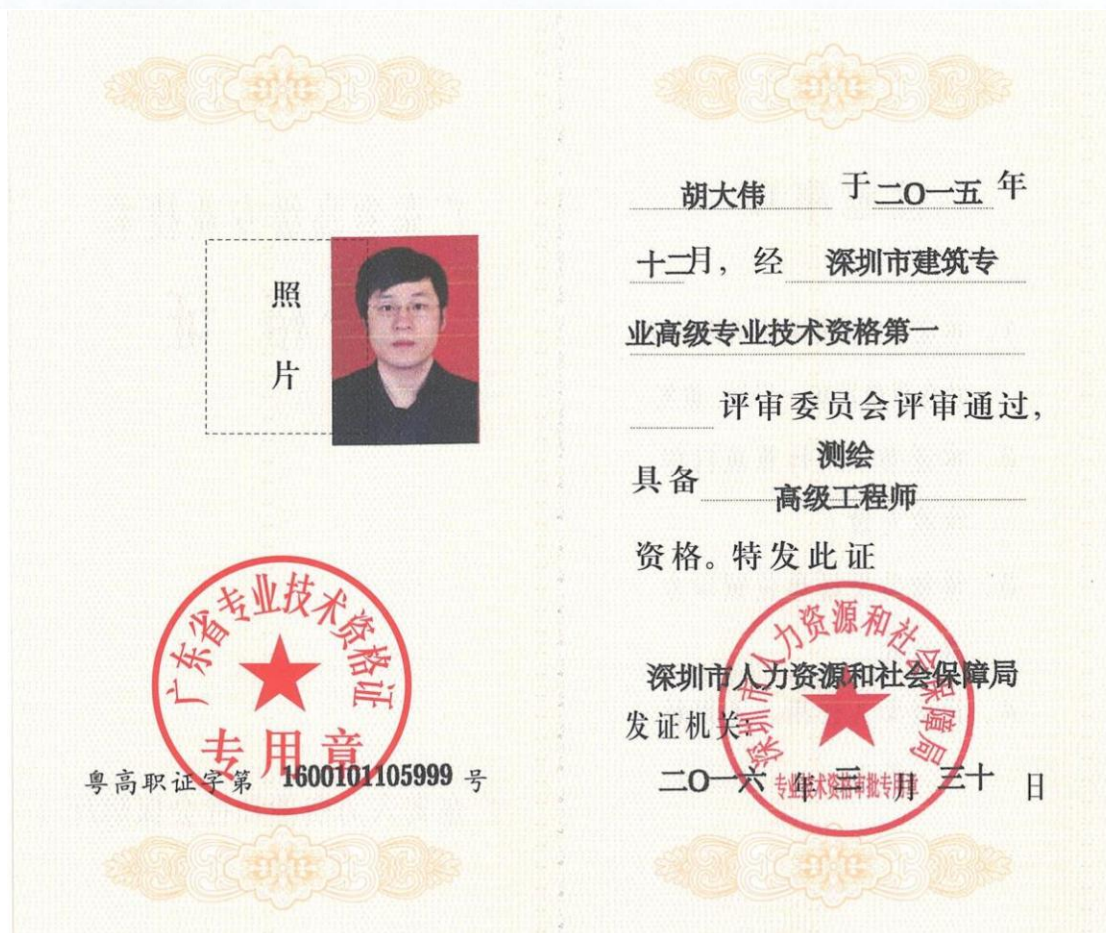 照
片
广东省专业技术资格证
专用章
粤高职证字第 1600101105999 号
胡大伟 于二O一五年
十二月，经 深圳市建筑专
业高级专业技术资格第一
评审委员会评审通过，
具备 测绘
高级工程师
资格。特发此证
深圳市人力资源和社会保障局
深圳市人力资源和社会保障局
发证机关：
二O一六年三月三十日
专业技术资格审批专用章